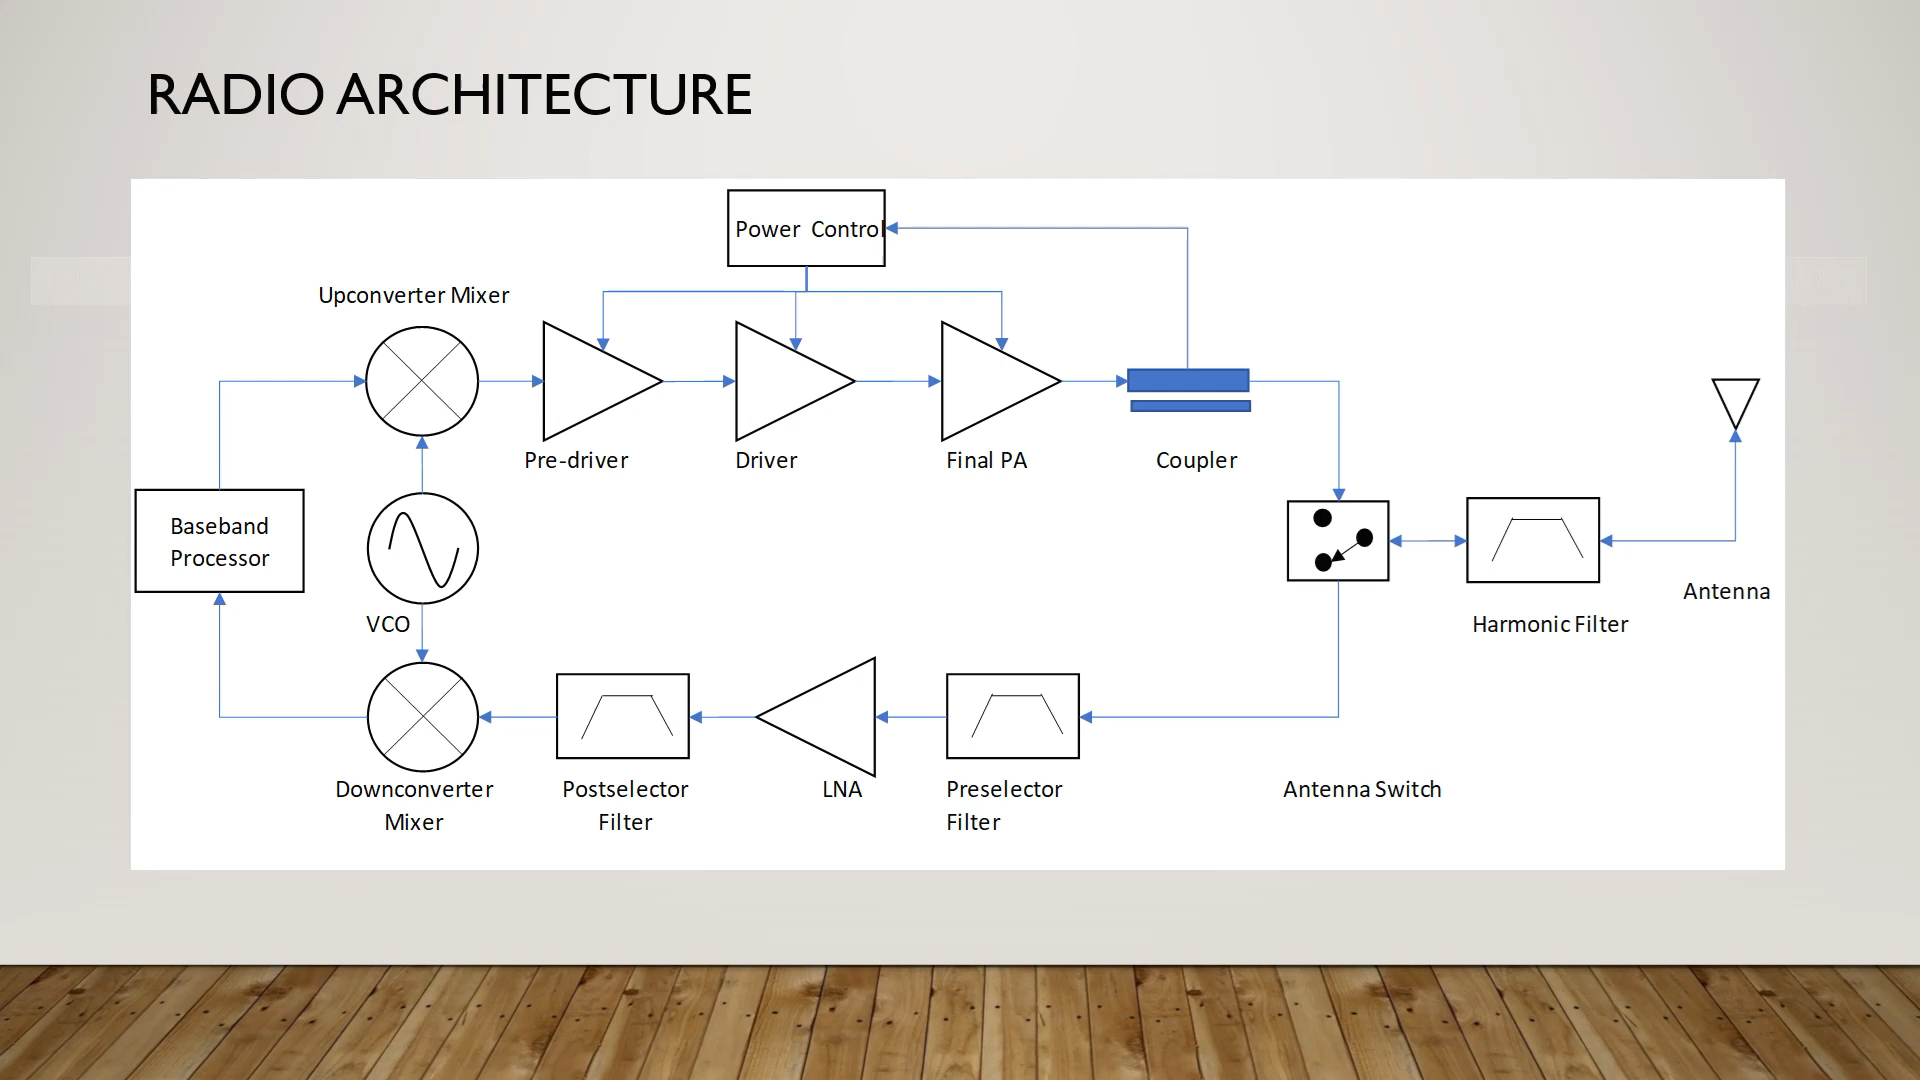 RADIO ARCHITECTURE
Power Control
Upconverter Mixer
Pre-driver
Driver
Final PA
Coupler
Baseband
Processor
VCO
Antenna
Harmonic Filter
Downconverter
Mixer
Postselector
Filter
LNA
Preselector
Filter
Antenna Switch